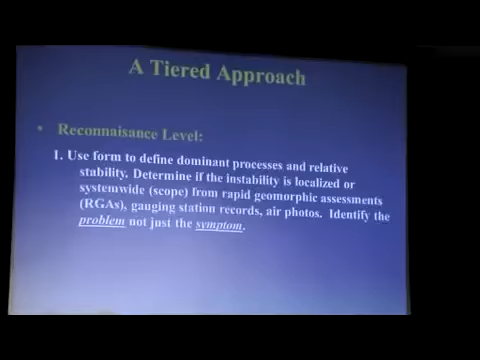 A Tiered Approach
• Reconnaisance Level:
1. Use form to define dominant processes and relative
stability. Determine if the instability is localized or
systemwide (scope) from rapid geomorphic assessments
(RGAs), gauging station records, air photos. Identify the
problem not just the symptom.